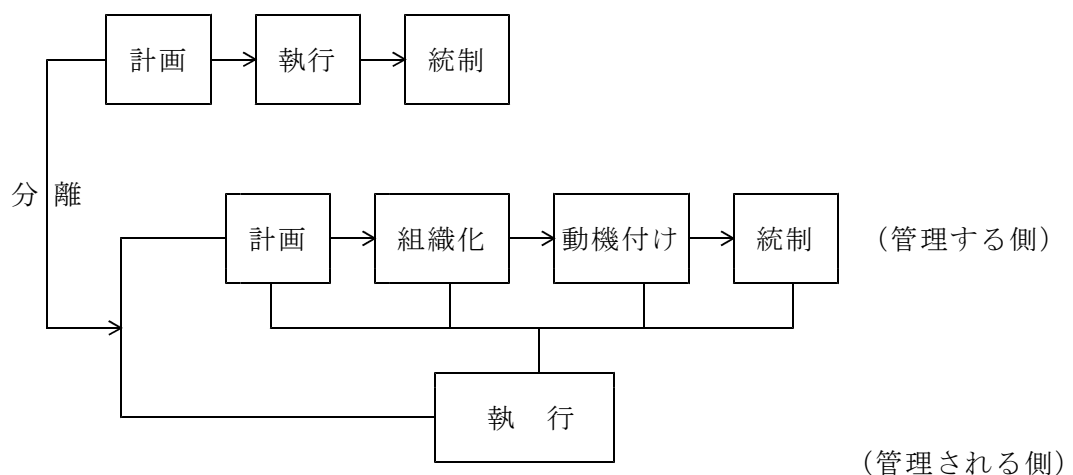 計画 執行 統制
分離
計画 組織化 動機付け 統制 （管理する側）
執　行
（管理される側）